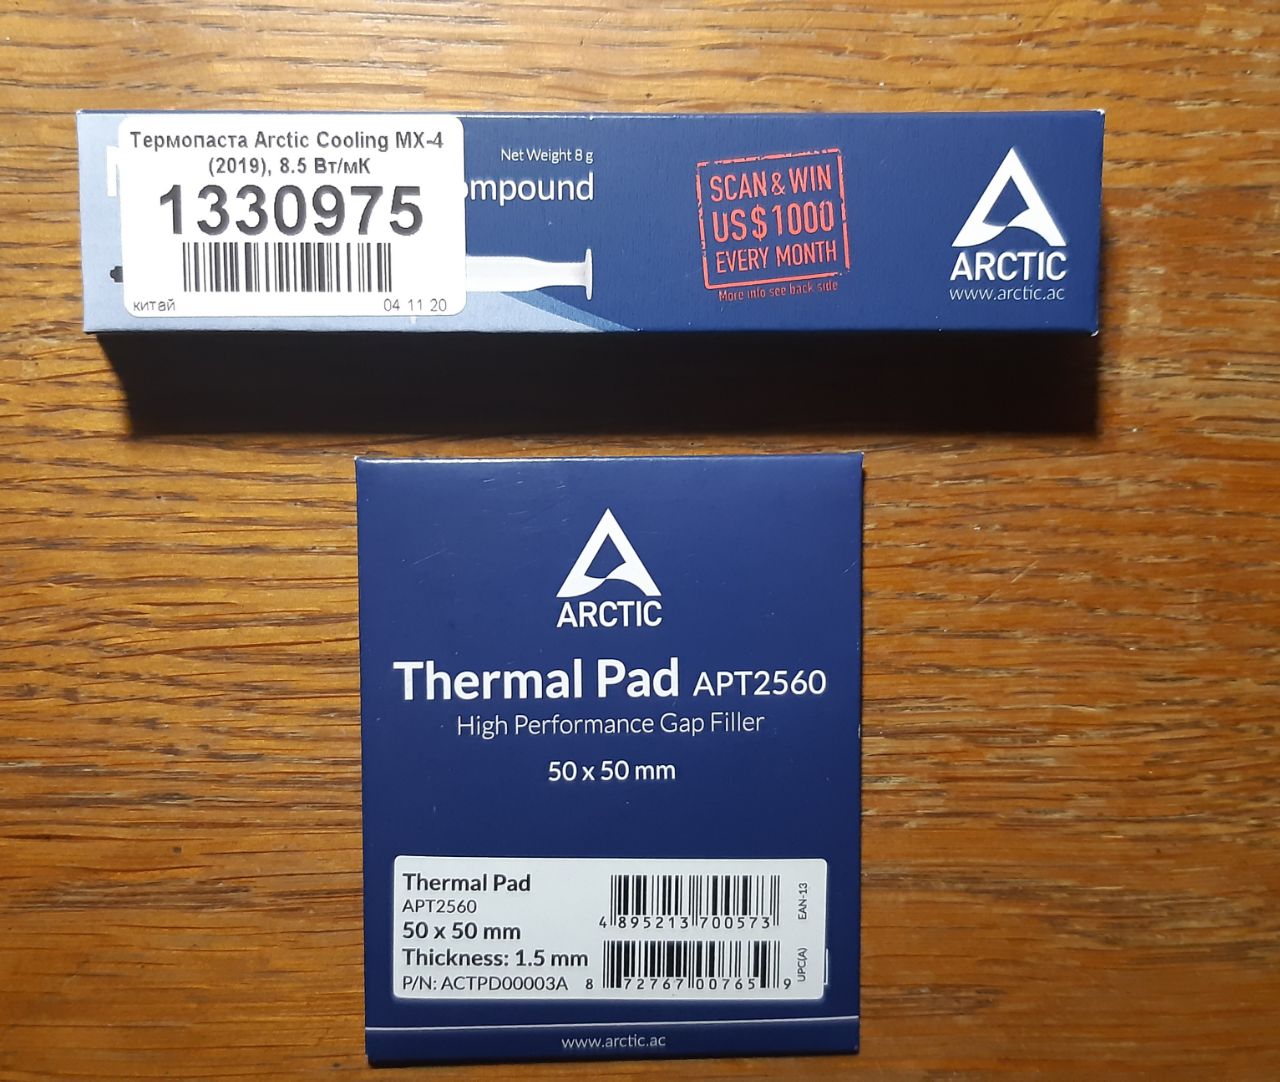 Термопаста Arctic Cooling MX-4
(2019), 8.5 Вт/мК
1330975
китай 04 11 20
Net Weight 8 g
SCAN & WIN
US$1000
EVERY MONTH
More info see back side
ARCTIC
www.arctic.ac
ARCTIC
Thermal Pad APT2560
High Performance Gap Filler
50 x 50 mm
Thermal Pad
APT2560
50 x 50 mm
Thickness: 1.5 mm
P/N: ACTPD00003A
4 895213 700573
EAN-13
8 72767 00765 9
UPC(A)
www.arctic.ac